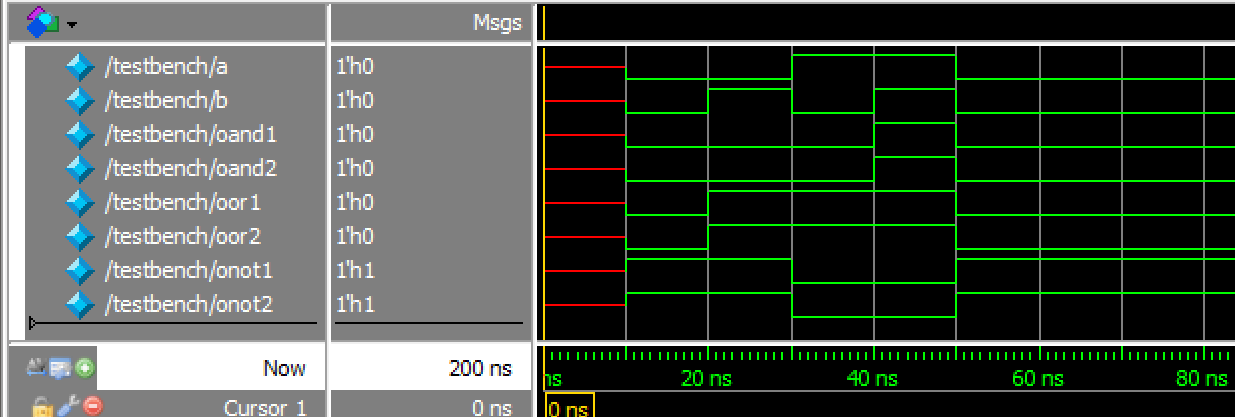 Msgs
/testbench/a 1'h0
/testbench/b 1'h0
/testbench/oand1 1'h0
/testbench/oand2 1'h0
/testbench/oor1 1'h0
/testbench/oor2 1'h0
/testbench/onot1 1'h1
/testbench/onot2 1'h1
Now 200 ns ns 20 ns 40 ns 60 ns 80 ns
Cursor 1 0 ns 0 ns